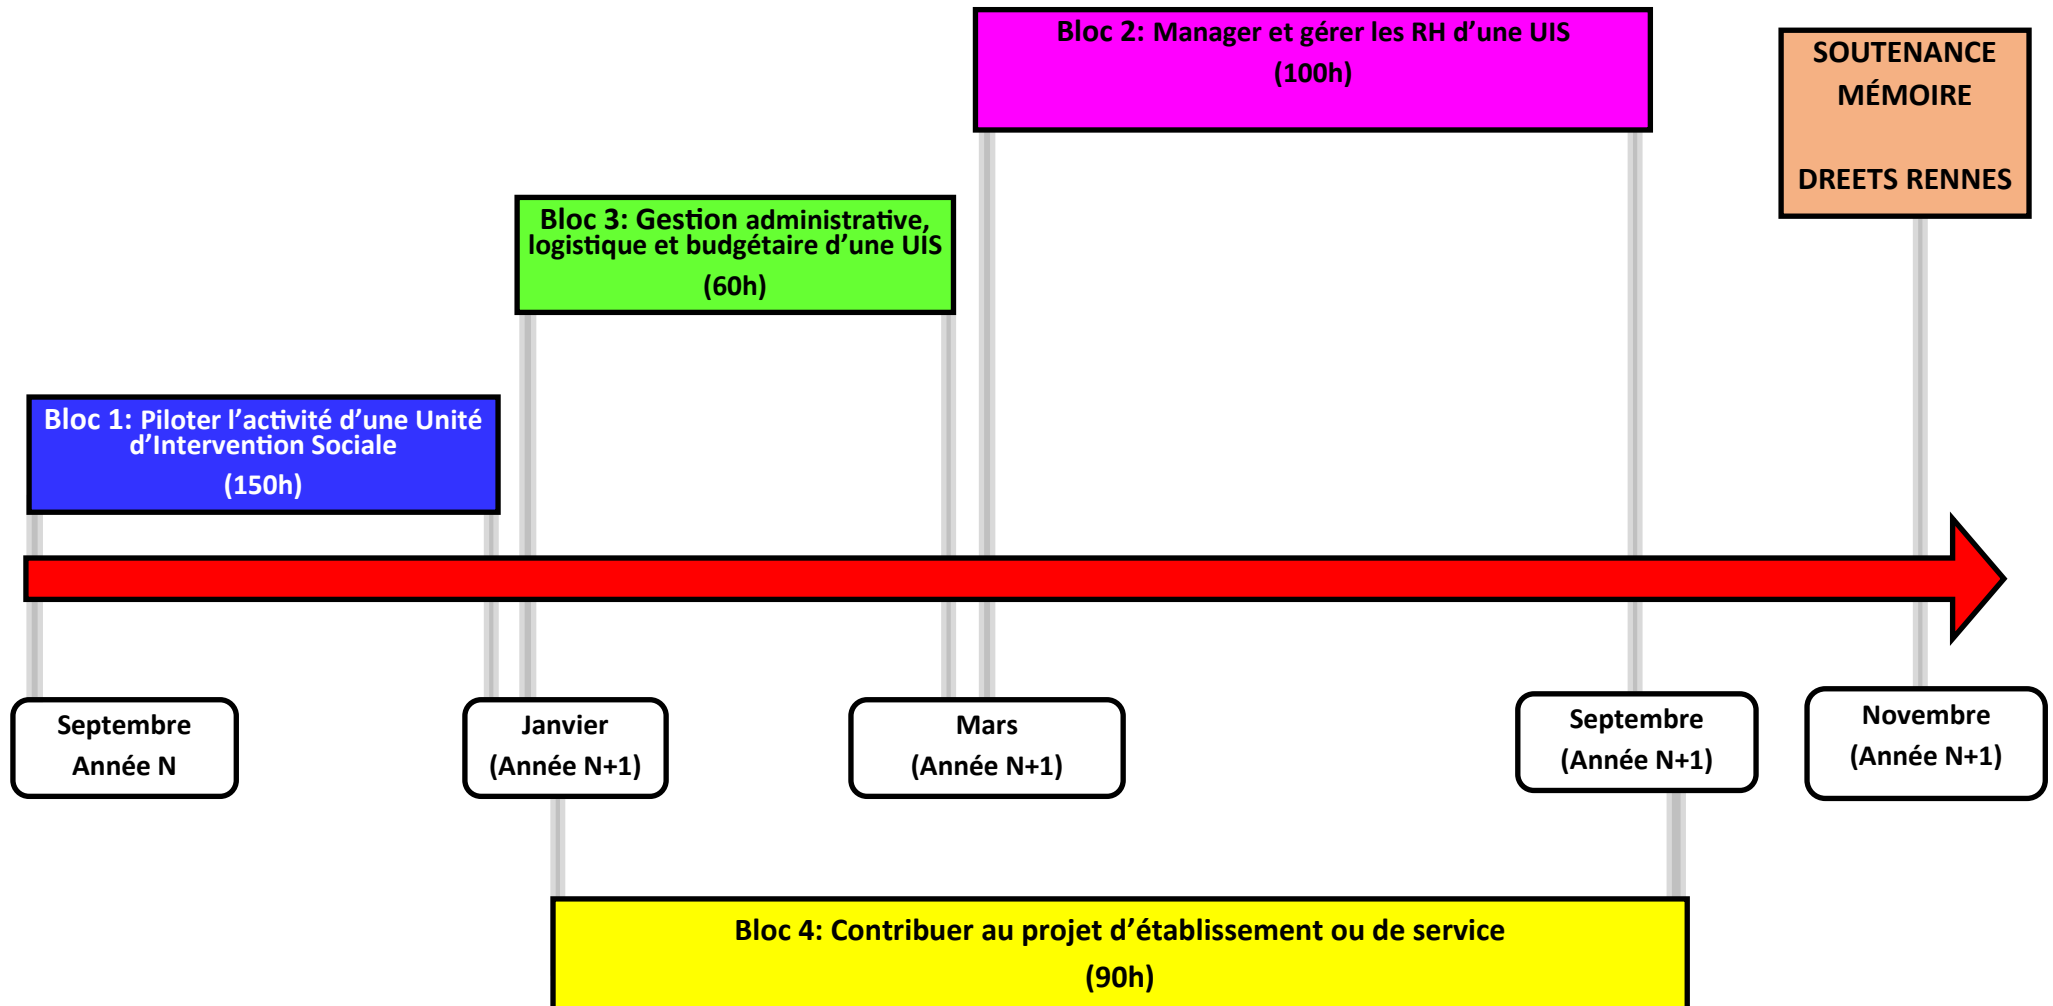 Bloc 2: Manager et gérer les RH d’une UIS
(100h)
SOUTENANCE
MÉMOIRE
DREETS RENNES
Bloc 3: Gestion administrative,
logistique et budgétaire d’une UIS
(60h)
Bloc 1: Piloter l’activité d’une Unité
d’Intervention Sociale
(150h)
Septembre
Année N
Janvier
(Année N+1)
Mars
(Année N+1)
Septembre
(Année N+1)
Novembre
(Année N+1)
Bloc 4: Contribuer au projet d’établissement ou de service
(90h)